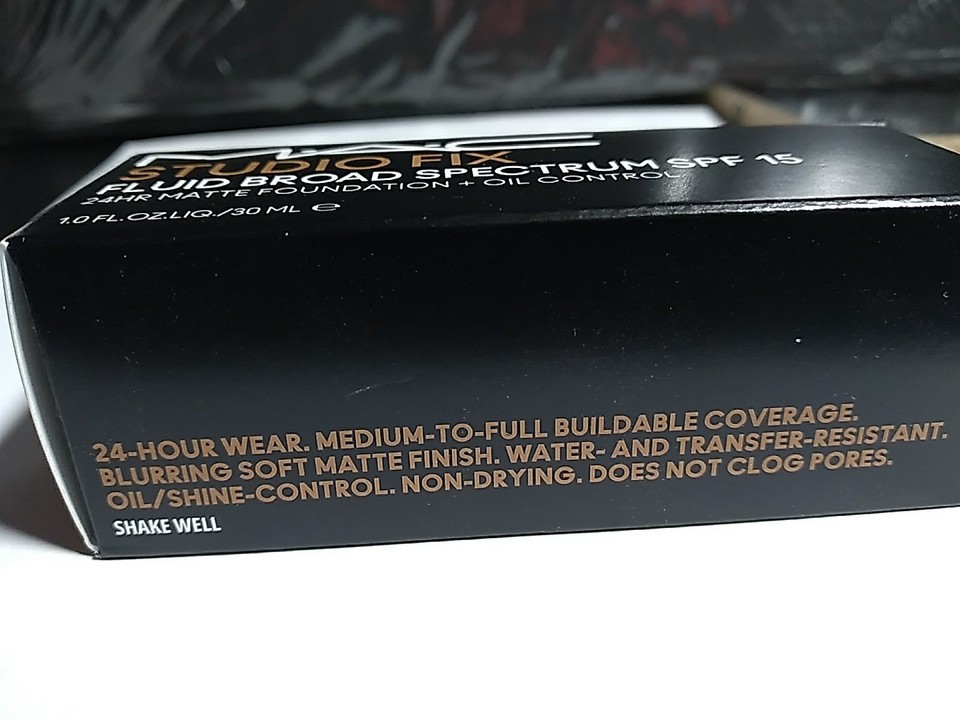 MAC
STUDIO FIX
FLUID BROAD SPECTRUM SPF 15
24HR MATTE FOUNDATION + OIL CONTROL
1.0 FL.OZ.LIQ./30 ML ℮
24-HOUR WEAR. MEDIUM-TO-FULL BUILDABLE COVERAGE.
BLURRING SOFT MATTE FINISH. WATER- AND TRANSFER-RESISTANT.
OIL/SHINE-CONTROL. NON-DRYING. DOES NOT CLOG PORES.
SHAKE WELL